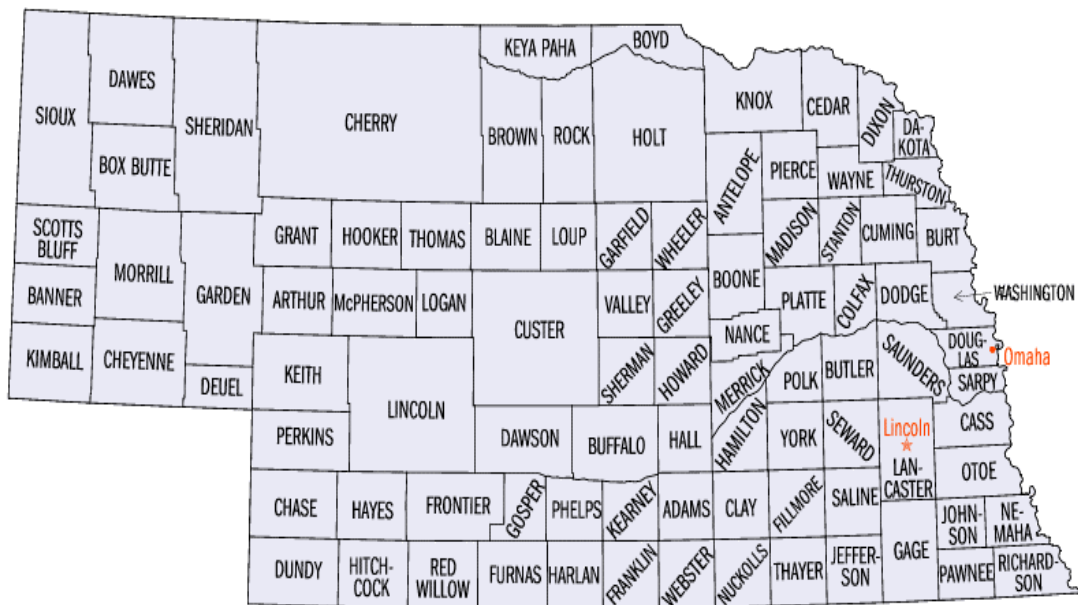 KEYA PAHA
BOYD
DAWES
SIOUX
SHERIDAN
CHERRY
BROWN
ROCK
HOLT
KNOX
CEDAR
DIXON
DA-
KOTA
BOX BUTTE
ANTELOPE
PIERCE
WAYNE
THURSTON
SCOTTS
BLUFF
MORRILL
GARDEN
GRANT
HOOKER
THOMAS
BLAINE
LOUP
GARFIELD
WHEELER
MADISON
STANTON
CUMING
BURT
BANNER
ARTHUR
McPHERSON
LOGAN
CUSTER
VALLEY
GREELEY
BOONE
PLATTE
COLFAX
DODGE
WASHINGTON
NANCE
KIMBALL
CHEYENNE
DEUEL
KEITH
LINCOLN
SHERMAN
HOWARD
MERRICK
POLK
BUTLER
SAUNDERS
DOUG-
LAS
Omaha
SARPY
PERKINS
DAWSON
BUFFALO
HALL
HAMILTON
YORK
SEWARD
Lincoln
LAN-
CASTER
CASS
OTOE
CHASE
HAYES
FRONTIER
GOSPER
PHELPS
KEARNEY
ADAMS
CLAY
FILLMORE
SALINE
JOHN-
SON
NE-
MAHA
DUNDY
HITCH-
COCK
RED
WILLOW
FURNAS
HARLAN
FRANKLIN
WEBSTER
NUCKOLLS
THAYER
JEFFER-
SON
GAGE
PAWNEE
RICHARD-
SON